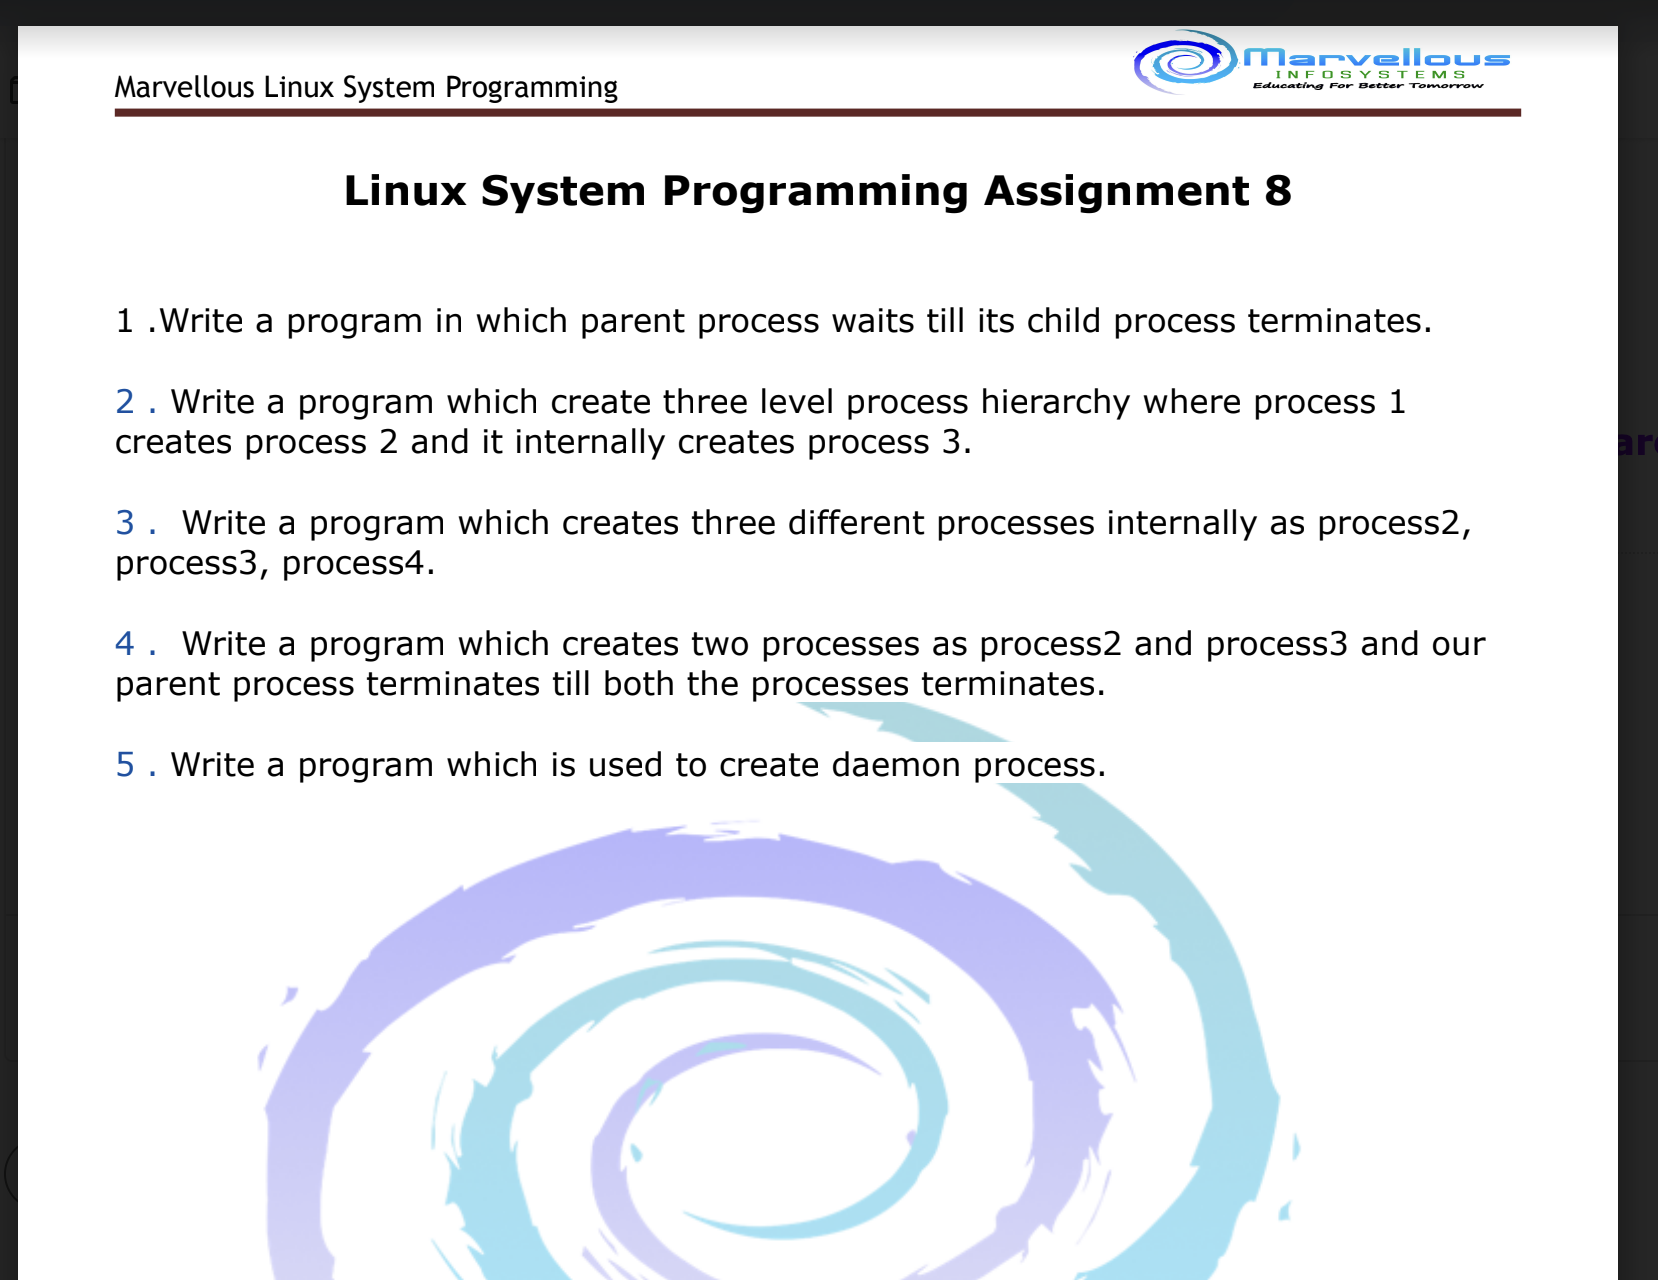 Marvellous Linux System Programming
Marvellous
INFOSYSTEMS
Educating For Better Tomorrow
Linux System Programming Assignment 8
1 .Write a program in which parent process waits till its child process terminates.
2 . Write a program which create three level process hierarchy where process 1
creates process 2 and it internally creates process 3.
3 .  Write a program which creates three different processes internally as process2,
process3, process4.
4 .  Write a program which creates two processes as process2 and process3 and our
parent process terminates till both the processes terminates.
5 . Write a program which is used to create daemon process.